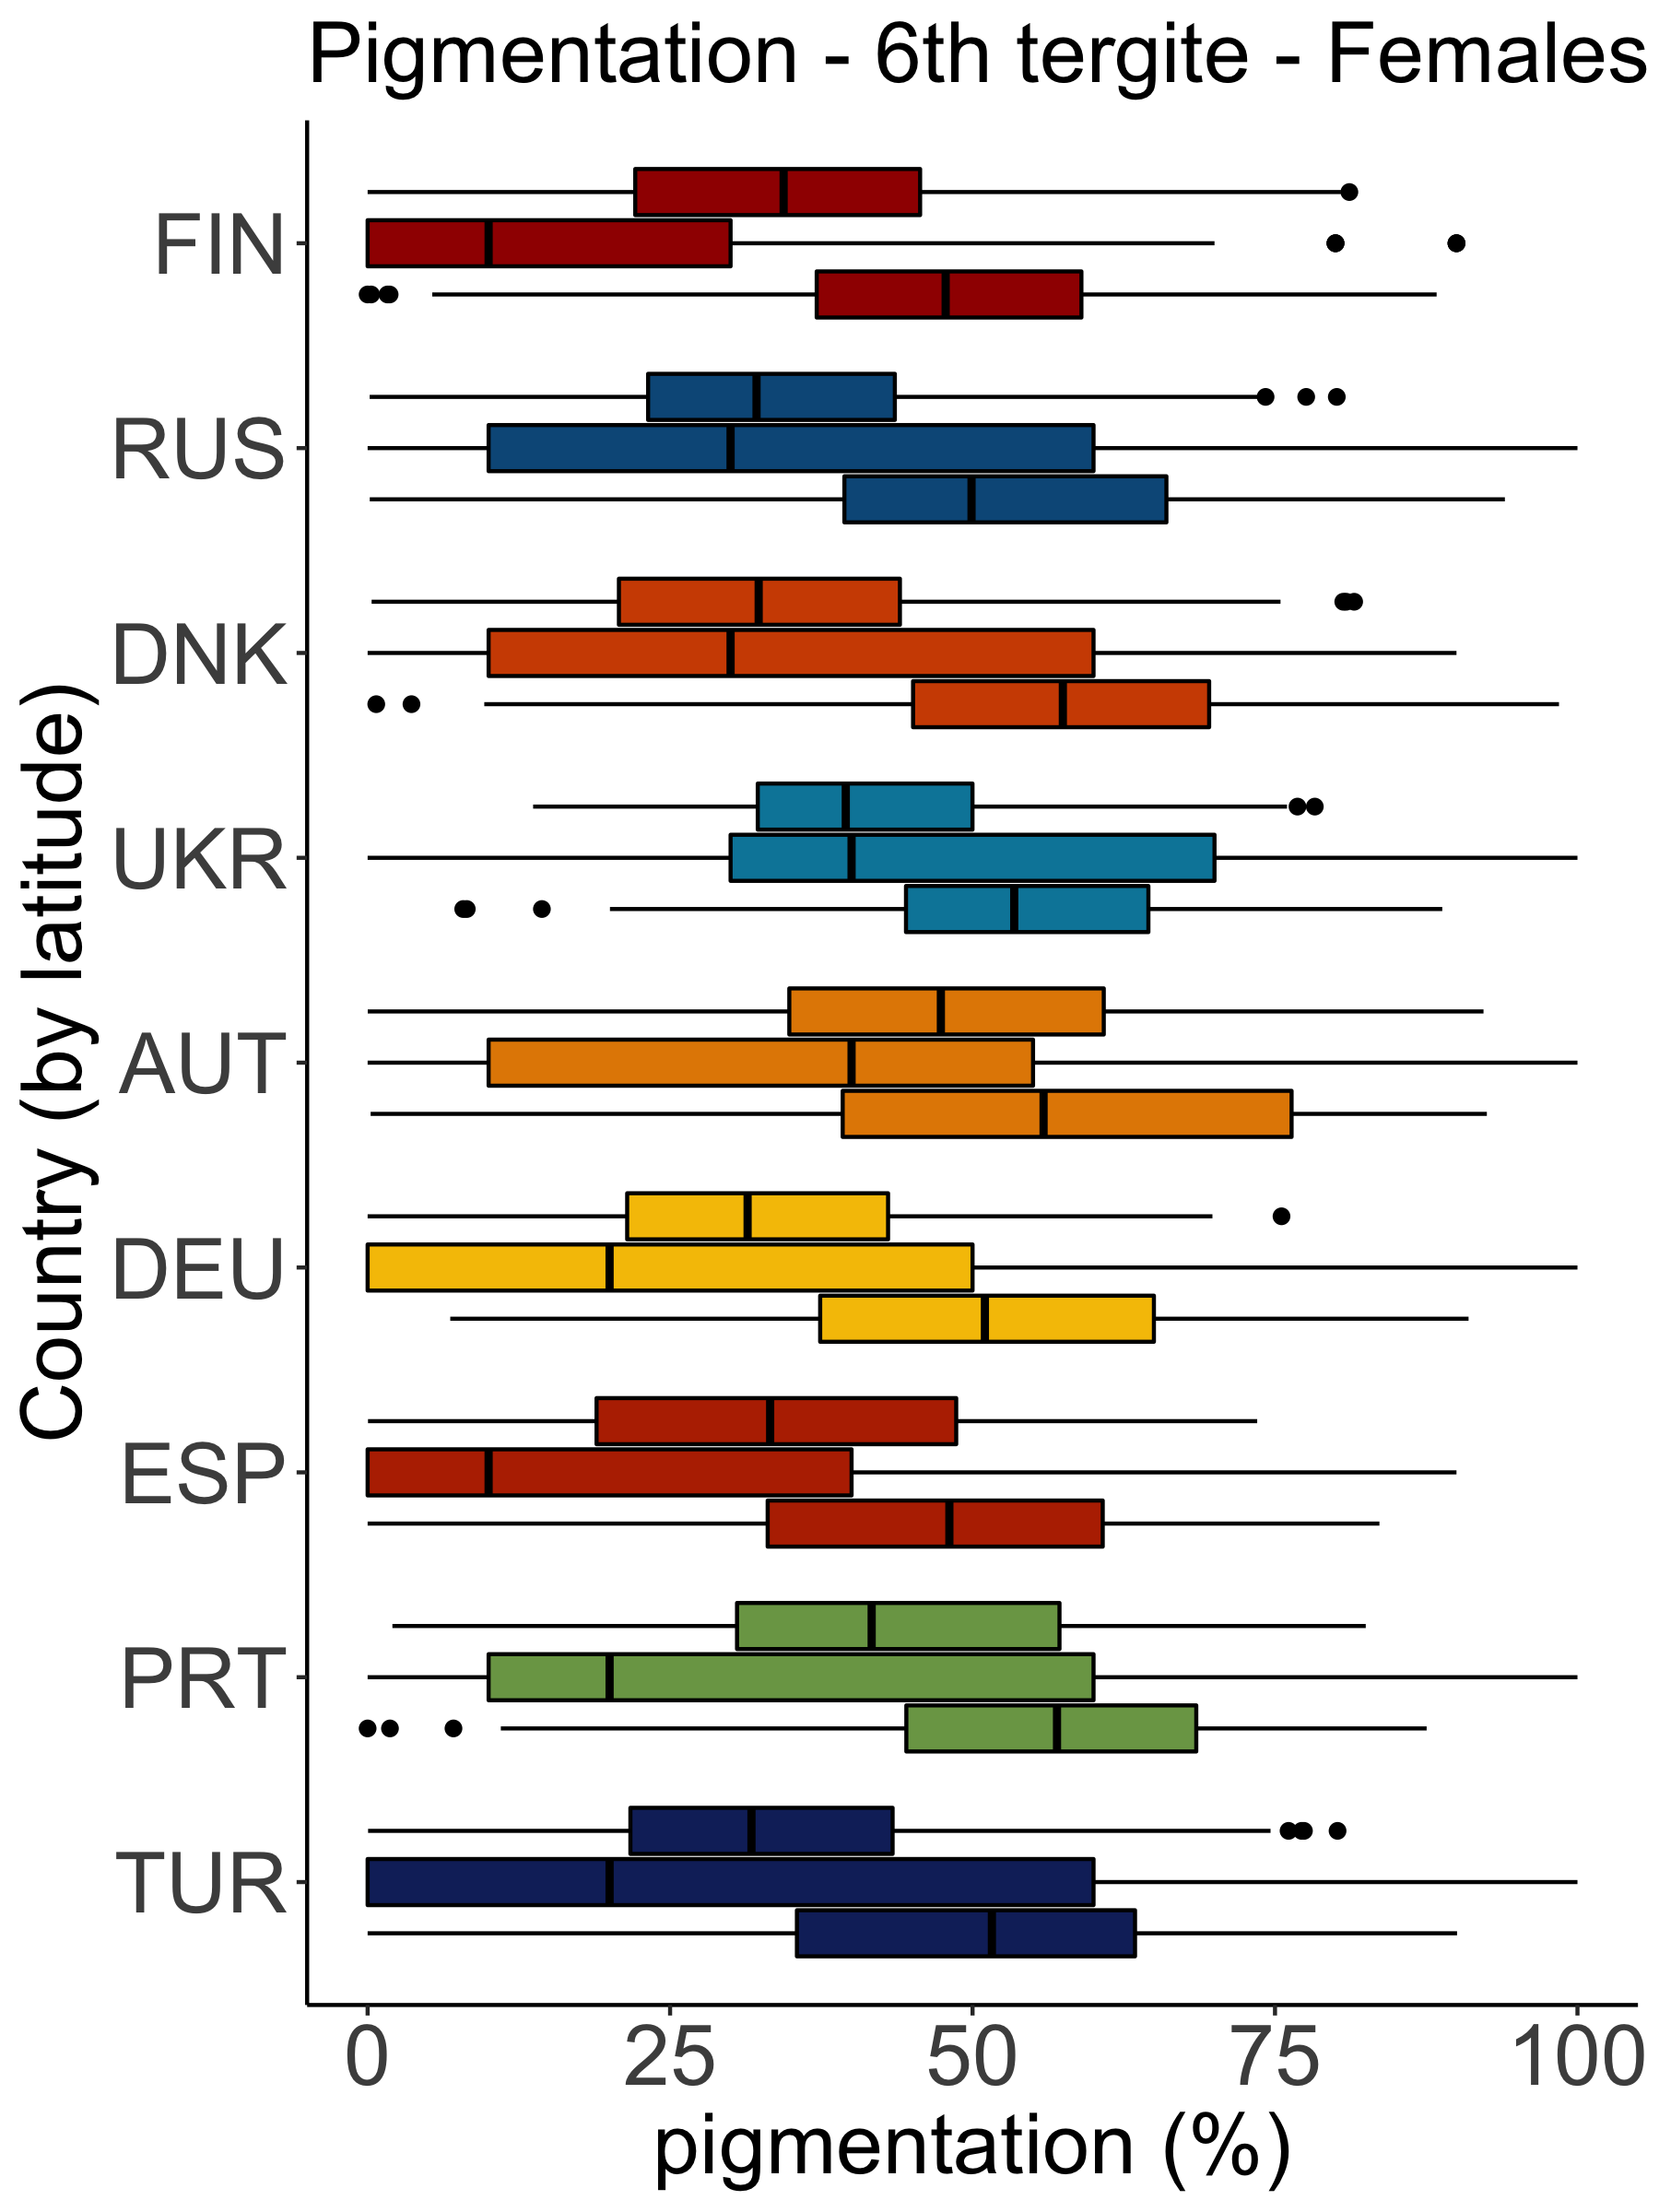 Pigmentation - 6th tergite - Females
Country (by latitude)
FIN
RUS
DNK
UKR
AUT
DEU
ESP
PRT
TUR
0 25 50 75 100
pigmentation (%)